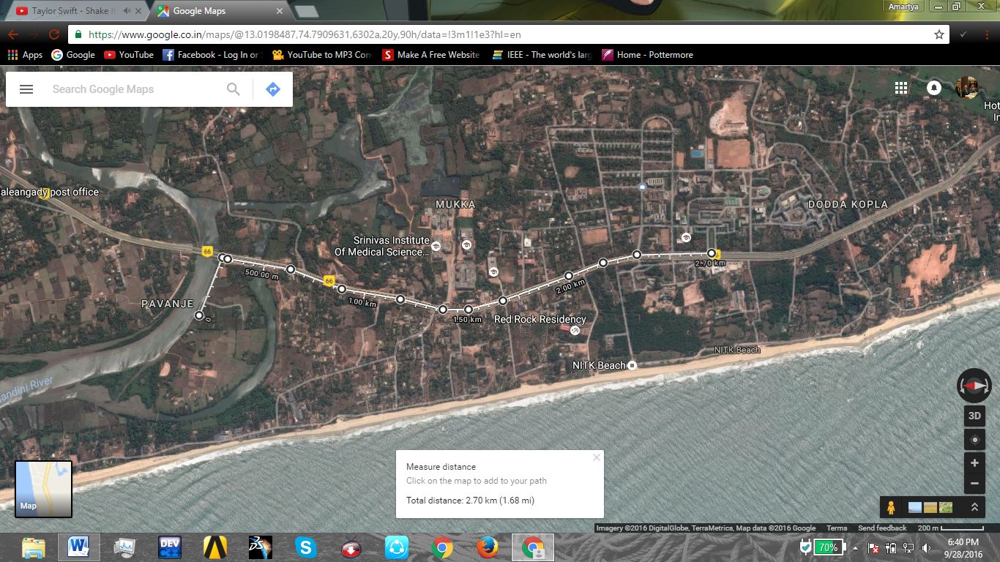 Taylor Swift - Shake It
Google Maps
Amartya
https://www.google.co.in/maps/@13.0198487,74.7909631,6302a,20y,90h/data=!3m1!1e3?hl=en
Apps
Google
YouTube
Facebook - Log In or
YouTube to MP3 Con
Make A Free Website
IEEE - The world's larg
Home - Pottermore
Search Google Maps
Hot
In
aleangady post office
MUKKA
DODDA KOPLA
Srinivas Institute
Of Medical Science...
66
66
500.00 m
2.70 km
2.00 km
1.00 km
1.50 km
PAVANJE
0
Red Rock Residency
NITK Beach
NITK Beach
andini River
3D
Measure distance
Click on the map to add to your path
Total distance: 2.70 km (1.68 mi)
Map
Imagery ©2016 DigitalGlobe, TerraMetrics, Map data ©2016 Google
Terms
Send feedback
200 m
DEV
C++
70%
6:40 PM
9/28/2016